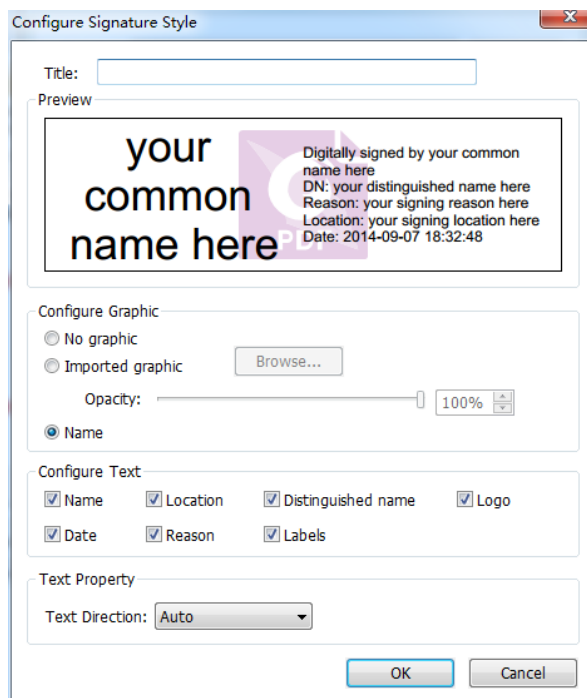 Configure Signature Style
Title:
Preview
your
common
name here
Digitally signed by your common
name here
DN: your distinguished name here
Reason: your signing reason here
Location: your signing location here
Date: 2014-09-07 18:32:48
PDF
Configure Graphic
No graphic
Imported graphic
Browse...
Opacity:
100%
Name
Configure Text
Name Location Distinguished name Logo
Date Reason Labels
Text Property
Text Direction: Auto
OK Cancel